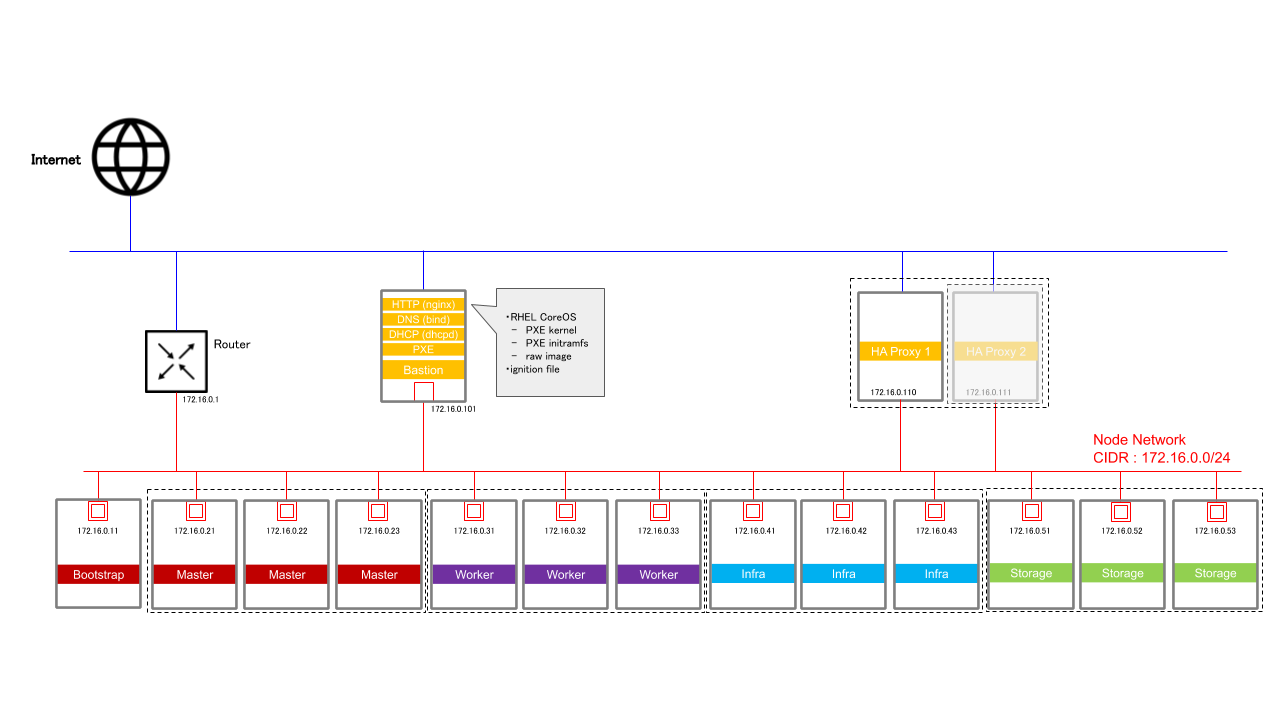 Internet
Router
172.16.0.1
HTTP (nginx)
DNS (bind)
DHCP (dhcpd)
PXE
Bastion
172.16.0.101
・RHEL CoreOS
－ PXE kernel
－ PXE initramfs
－ raw image
・ignition file
HA Proxy 1
172.16.0.110
HA Proxy 2
172.16.0.111
Node Network
CIDR : 172.16.0.0/24
172.16.0.11
Bootstrap
172.16.0.21
Master
172.16.0.22
Master
172.16.0.23
Master
172.16.0.31
Worker
172.16.0.32
Worker
172.16.0.33
Worker
172.16.0.41
Infra
172.16.0.42
Infra
172.16.0.43
Infra
172.16.0.51
Storage
172.16.0.52
Storage
172.16.0.53
Storage